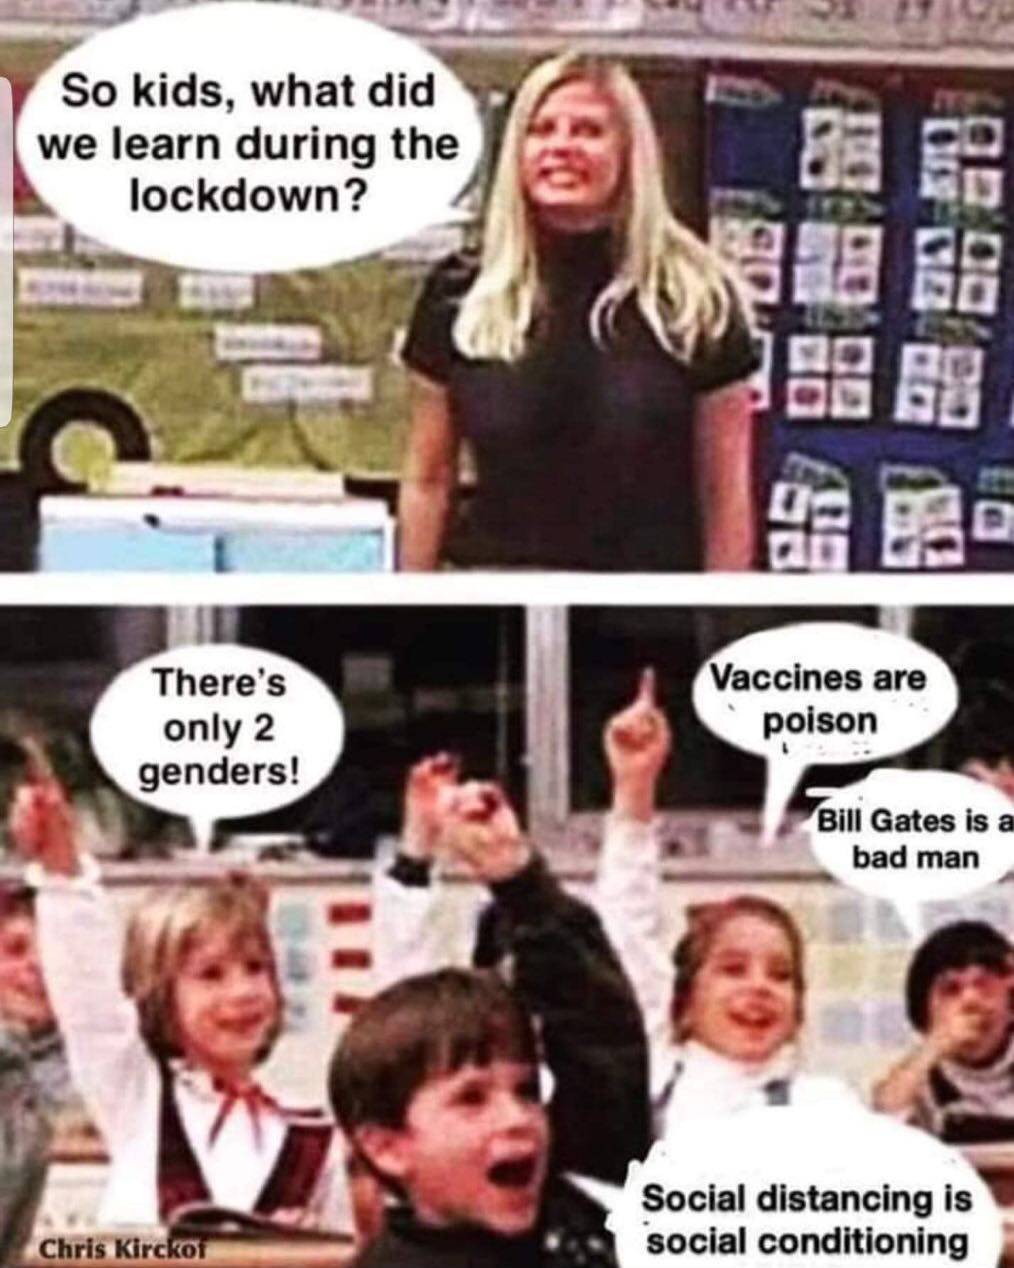 So kids, what did
we learn during the
lockdown?
There's
only 2
genders!
Vaccines are
poison
Bill Gates is a
bad man
Social distancing is
social conditioning
Chris Kirckof